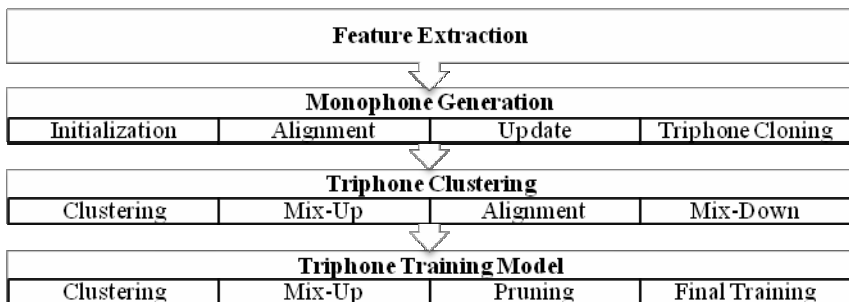 Feature Extraction
Monophone Generation
Initialization Alignment Update Triphone Cloning
Triphone Clustering
Clustering Mix-Up Alignment Mix-Down
Triphone Training Model
Clustering Mix-Up Pruning Final Training